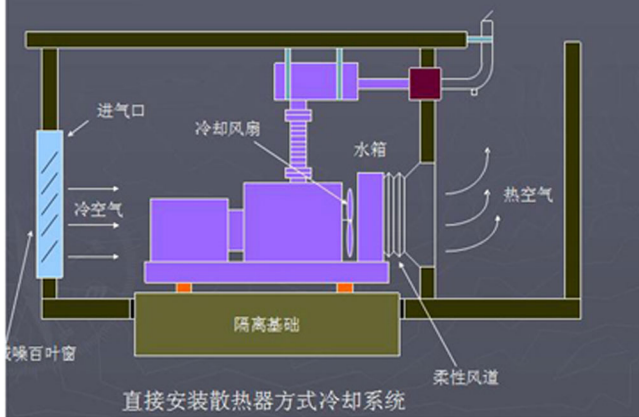 进气口
冷却风扇
水箱
冷空气
热空气
隔离基础
噪百叶窗
柔性风道
直接安装散热器方式冷却系统